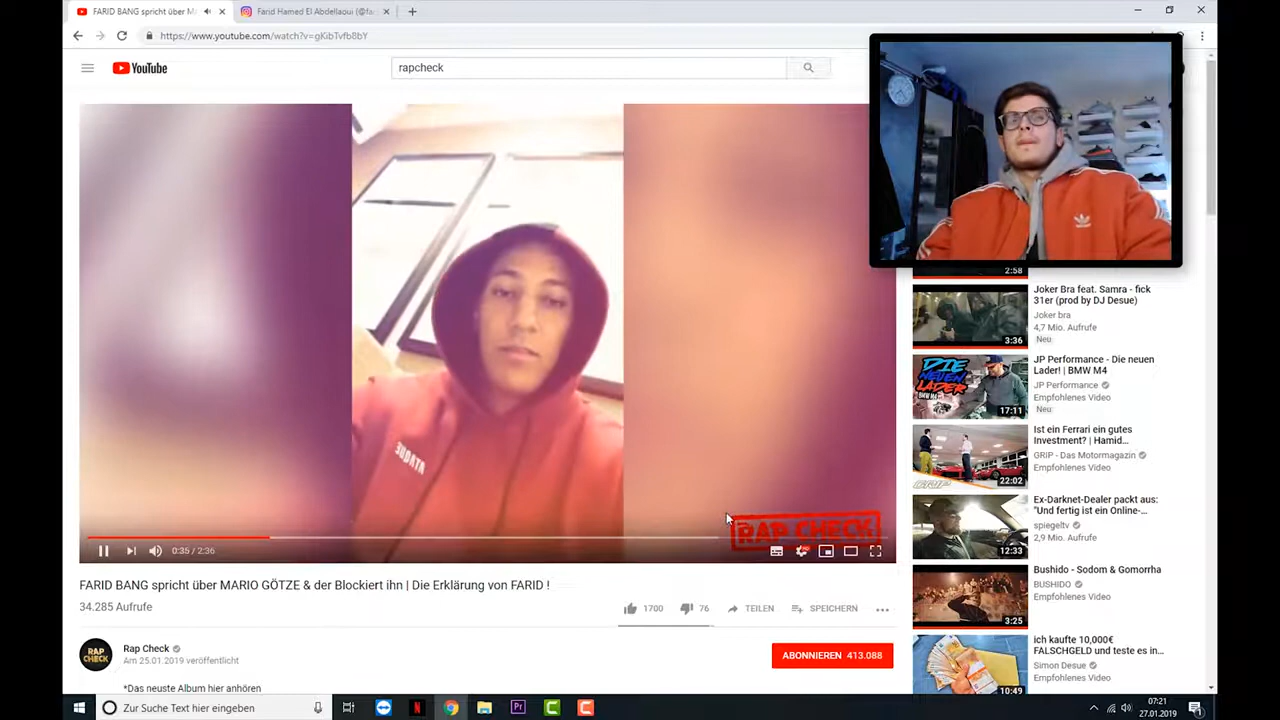 FARID BANG spricht über M
Farid Hamed El Abdellaoui (@fa
https://www.youtube.com/watch?v=gKibTvfb8bY
YouTube
rapcheck
3UDATA
RAP CHECK
0:35 / 2:36
FARID BANG spricht über MARIO GÖTZE & der Blockiert ihn | Die Erklärung von FARID !
34.285 Aufrufe
1700
76
TEILEN
SPEICHERN
RAP CHECK
Rap Check
Am 25.01.2019 veröffentlicht
ABONNIEREN 413.088
*Das neuste Album hier anhören
2:58
Joker Bra feat. Samra - fick
31er (prod by DJ Desue)
Joker bra
4,7 Mio. Aufrufe
Neu
3:36
DIE NEUEN LADER
JP Performance - Die neuen
Lader! | BMW M4
JP Performance
Empfohlenes Video
Neu
17:11
Ist ein Ferrari ein gutes
Investment? | Hamid...
GRIP - Das Motormagazin
Empfohlenes Video
GRIP
22:02
Ex-Darknet-Dealer packt aus:
"Und fertig ist ein Online-...
spiegeltv
2,9 Mio. Aufrufe
12:33
Bushido - Sodom & Gomorrha
BUSHIDO
Empfohlenes Video
3:25
ich kaufte 10,000€
FALSCHGELD und teste es in...
Simon Desue
Empfohlenes Video
10:49
Zur Suche Text hier eingeben
Pr
07:21
27.01.2019